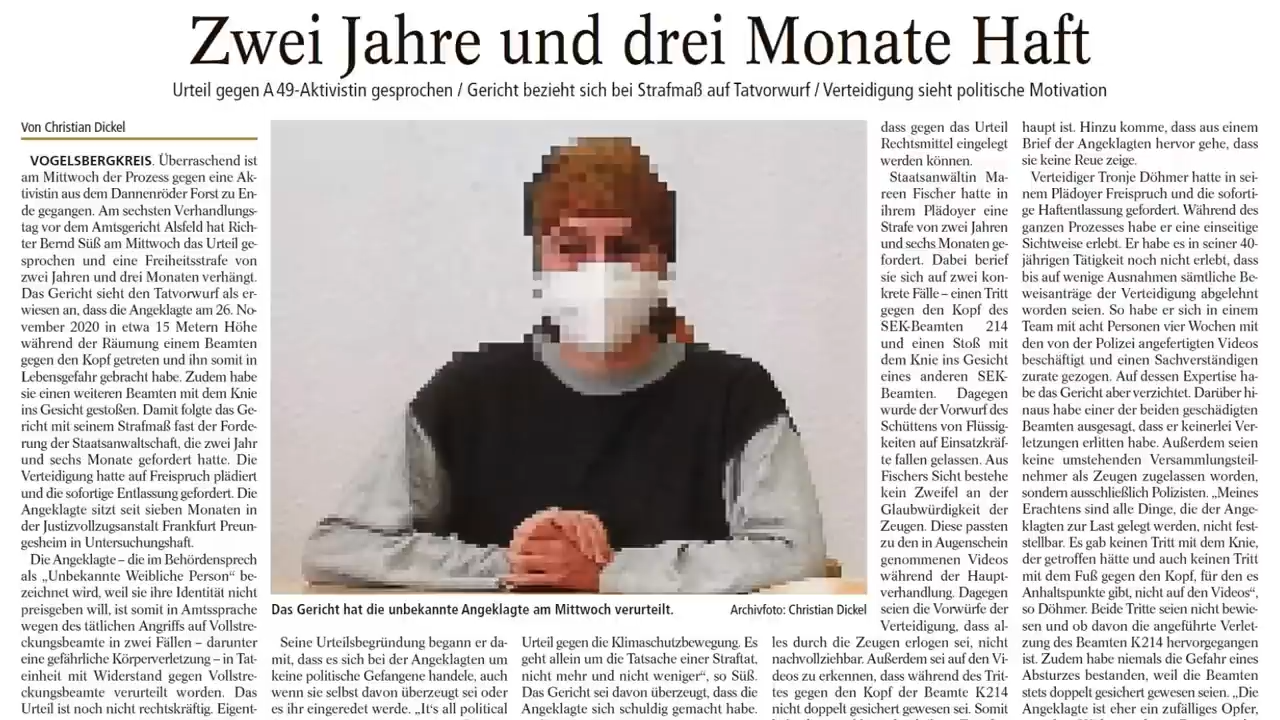 Zwei Jahre und drei Monate Haft
Urteil gegen A 49-Aktivistin gesprochen / Gericht bezieht sich bei Strafmaß auf Tatvorwurf / Verteidigung sieht politische Motivation
Von Christian Dickel
VOGELSBERGKREIS. Überraschend ist
am Mittwoch der Prozess gegen eine Ak-
tivistin aus dem Dannenröder Forst zu En-
de gegangen. Am sechsten Verhandlungs-
tag vor dem Amtsgericht Alsfeld hat Rich-
ter Bernd Süß am Mittwoch das Urteil ge-
sprochen und eine Freiheitsstrafe von
zwei Jahren und drei Monaten verhängt.
Das Gericht sieht den Tatvorwurf als er-
wiesen an, dass die Angeklagte am 26. No-
vember 2020 in etwa 15 Metern Höhe
während der Räumung einem Beamten
gegen den Kopf getreten und ihn somit in
Lebensgefahr gebracht habe. Zudem habe
sie einen weiteren Beamten mit dem Knie
ins Gesicht gestoßen. Damit folgte das Ge-
richt mit seinem Strafmaß fast der Forde-
rung der Staatsanwaltschaft, die zwei Jahr
und sechs Monate gefordert hatte. Die
Verteidigung hatte auf Freispruch plädiert
und die sofortige Entlassung gefordert. Die
Angeklagte sitzt seit sieben Monaten in
der Justizvollzugsanstalt Frankfurt Preun-
gesheim in Untersuchungshaft.
Die Angeklagte – die im Behördensprech
als „Unbekannte Weibliche Person“ be-
zeichnet wird, weil sie ihre Identität nicht
preisgeben will, ist somit in Amtssprache
wegen des tätlichen Angriffs auf Vollstre-
ckungsbeamte in zwei Fällen – darunter
eine gefährliche Körperverletzung – in Tat-
einheit mit Widerstand gegen Vollstre-
ckungsbeamte verurteilt worden. Das
Urteil ist noch nicht rechtskräftig. Eigent-
Das Gericht hat die unbekannte Angeklagte am Mittwoch verurteilt.
Archivfoto: Christian Dickel
Seine Urteilsbegründung begann er da-
mit, dass es sich bei der Angeklagten um
keine politische Gefangene handele, auch
wenn sie selbst davon überzeugt sei oder
es ihr eingeredet werde. „It's all political
Urteil gegen die Klimaschutzbewegung. Es
geht allein um die Tatsache einer Straftat,
nicht mehr und nicht weniger“, so Süß.
Das Gericht sei davon überzeugt, dass die
Angeklagte sich schuldig gemacht habe.
dass gegen das Urteil
Rechtsmittel eingelegt
werden können.
Staatsanwältin Ma-
reen Fischer hatte in
ihrem Plädoyer eine
Strafe von zwei Jahren
und sechs Monaten ge-
fordert. Dabei berief
sie sich auf zwei kon-
krete Fälle – einen Tritt
gegen den Kopf des
SEK-Beamten 214
und einen Stoß mit
dem Knie ins Gesicht
eines anderen SEK-
Beamten. Dagegen
wurde der Vorwurf des
Schüttens von Flüssig-
keiten auf Einsatzkräf-
te fallen gelassen. Aus
Fischers Sicht bestehe
kein Zweifel an der
Glaubwürdigkeit der
Zeugen. Diese passten
zu den in Augenschein
genommenen Videos
während der Haupt-
verhandlung. Dagegen
seien die Vorwürfe der
Verteidigung, dass al-
les durch die Zeugen erlogen sei, nicht
nachvollziehbar. Außerdem sei auf den Vi-
deos zu erkennen, dass während des Trit-
tes gegen den Kopf der Beamte K214
nicht doppelt gesichert gewesen sei. Somit
haupt ist. Hinzu komme, dass aus einem
Brief der Angeklagten hervor gehe, dass
sie keine Reue zeige.
Verteidiger Tronje Döhmer hatte in sei-
nem Plädoyer Freispruch und die soforti-
ge Haftentlassung gefordert. Während des
ganzen Prozesses habe er eine einseitige
Sichtweise erlebt. Er habe es in seiner 40-
jährigen Tätigkeit noch nicht erlebt, dass
bis auf wenige Ausnahmen sämtliche Be-
weisanträge der Verteidigung abgelehnt
worden seien. So habe er sich in einem
Team mit acht Personen vier Wochen mit
den von der Polizei angefertigten Videos
beschäftigt und einen Sachverständigen
zurate gezogen. Auf dessen Expertise ha-
be das Gericht aber verzichtet. Darüber hi-
naus habe einer der beiden geschädigten
Beamten ausgesagt, dass er keinerlei Ver-
letzungen erlitten habe. Außerdem seien
keine umstehenden Versammlungsteil-
nehmer als Zeugen zugelassen worden,
sondern ausschließlich Polizisten. „Meines
Erachtens sind alle Dinge, die der Ange-
klagten zur Last gelegt werden, nicht fest-
stellbar. Es gab keinen Tritt mit dem Knie,
der getroffen hätte und auch keinen Tritt
mit dem Fuß gegen den Kopf, für den es
Anhaltspunkte gibt, nicht auf den Videos“,
so Döhmer. Beide Tritte seien nicht bewie-
sen und ob davon die angeführte Verlet-
zung des Beamten K214 hervorgegangen
ist. Zudem habe niemals die Gefahr eines
Absturzes bestanden, weil die Beamten
stets doppelt gesichert gewesen seien. „Die
Angeklagte ist eher ein zufälliges Opfer,